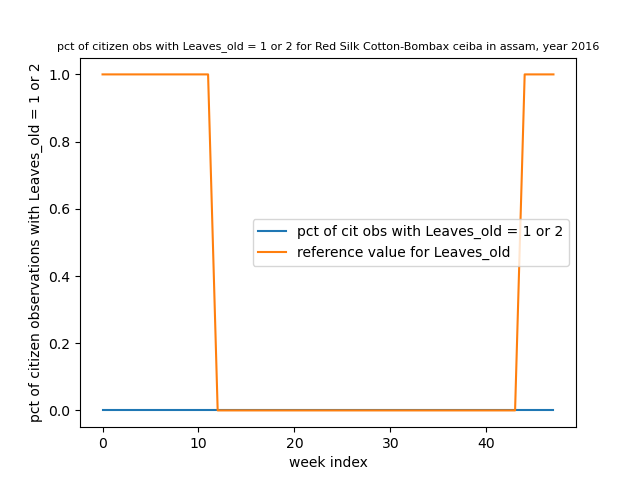 pct of citizen obs with Leaves_old = 1 or 2 for Red Silk Cotton-Bombax ceiba in assam, year 2016
pct of citizen observations with Leaves_old = 1 or 2
1.0
0.8
0.6
0.4
0.2
0.0
pct of cit obs with Leaves_old = 1 or 2
reference value for Leaves_old
0 10 20 30 40
week index